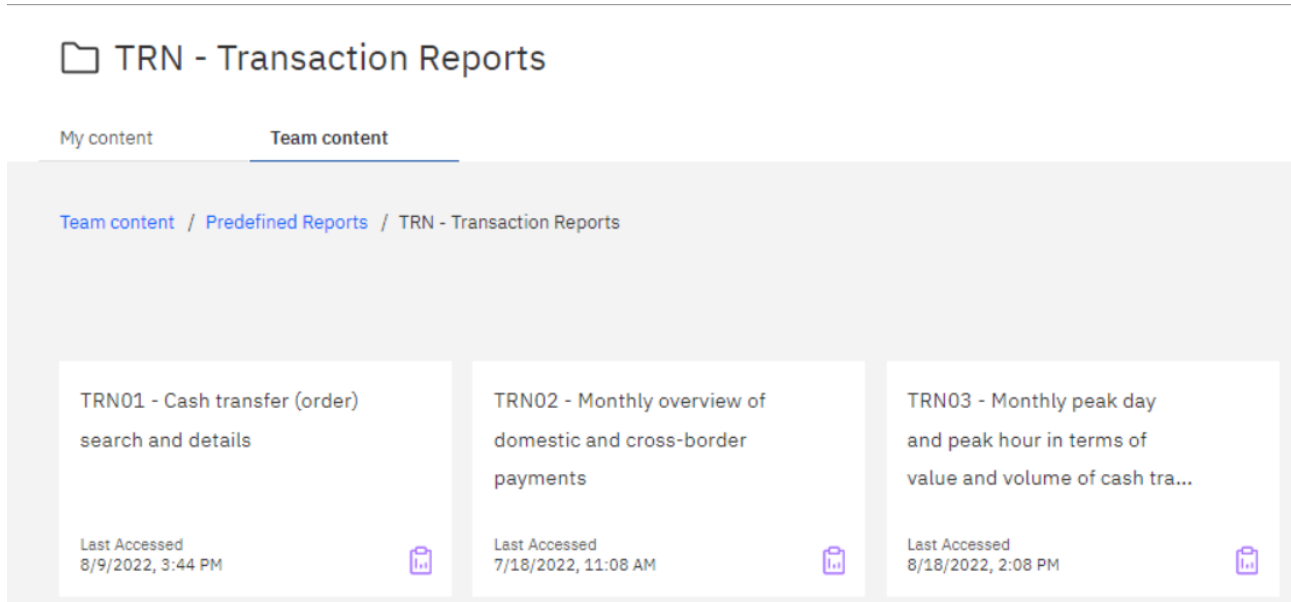 TRN - Transaction Reports
My content
Team content
Team content / Predefined Reports / TRN - Transaction Reports
TRN01 - Cash transfer (order)
search and details
Last Accessed
8/9/2022, 3:44 PM
TRN02 - Monthly overview of
domestic and cross-border
payments
Last Accessed
7/18/2022, 11:08 AM
TRN03 - Monthly peak day
and peak hour in terms of
value and volume of cash tra...
Last Accessed
8/18/2022, 2:08 PM